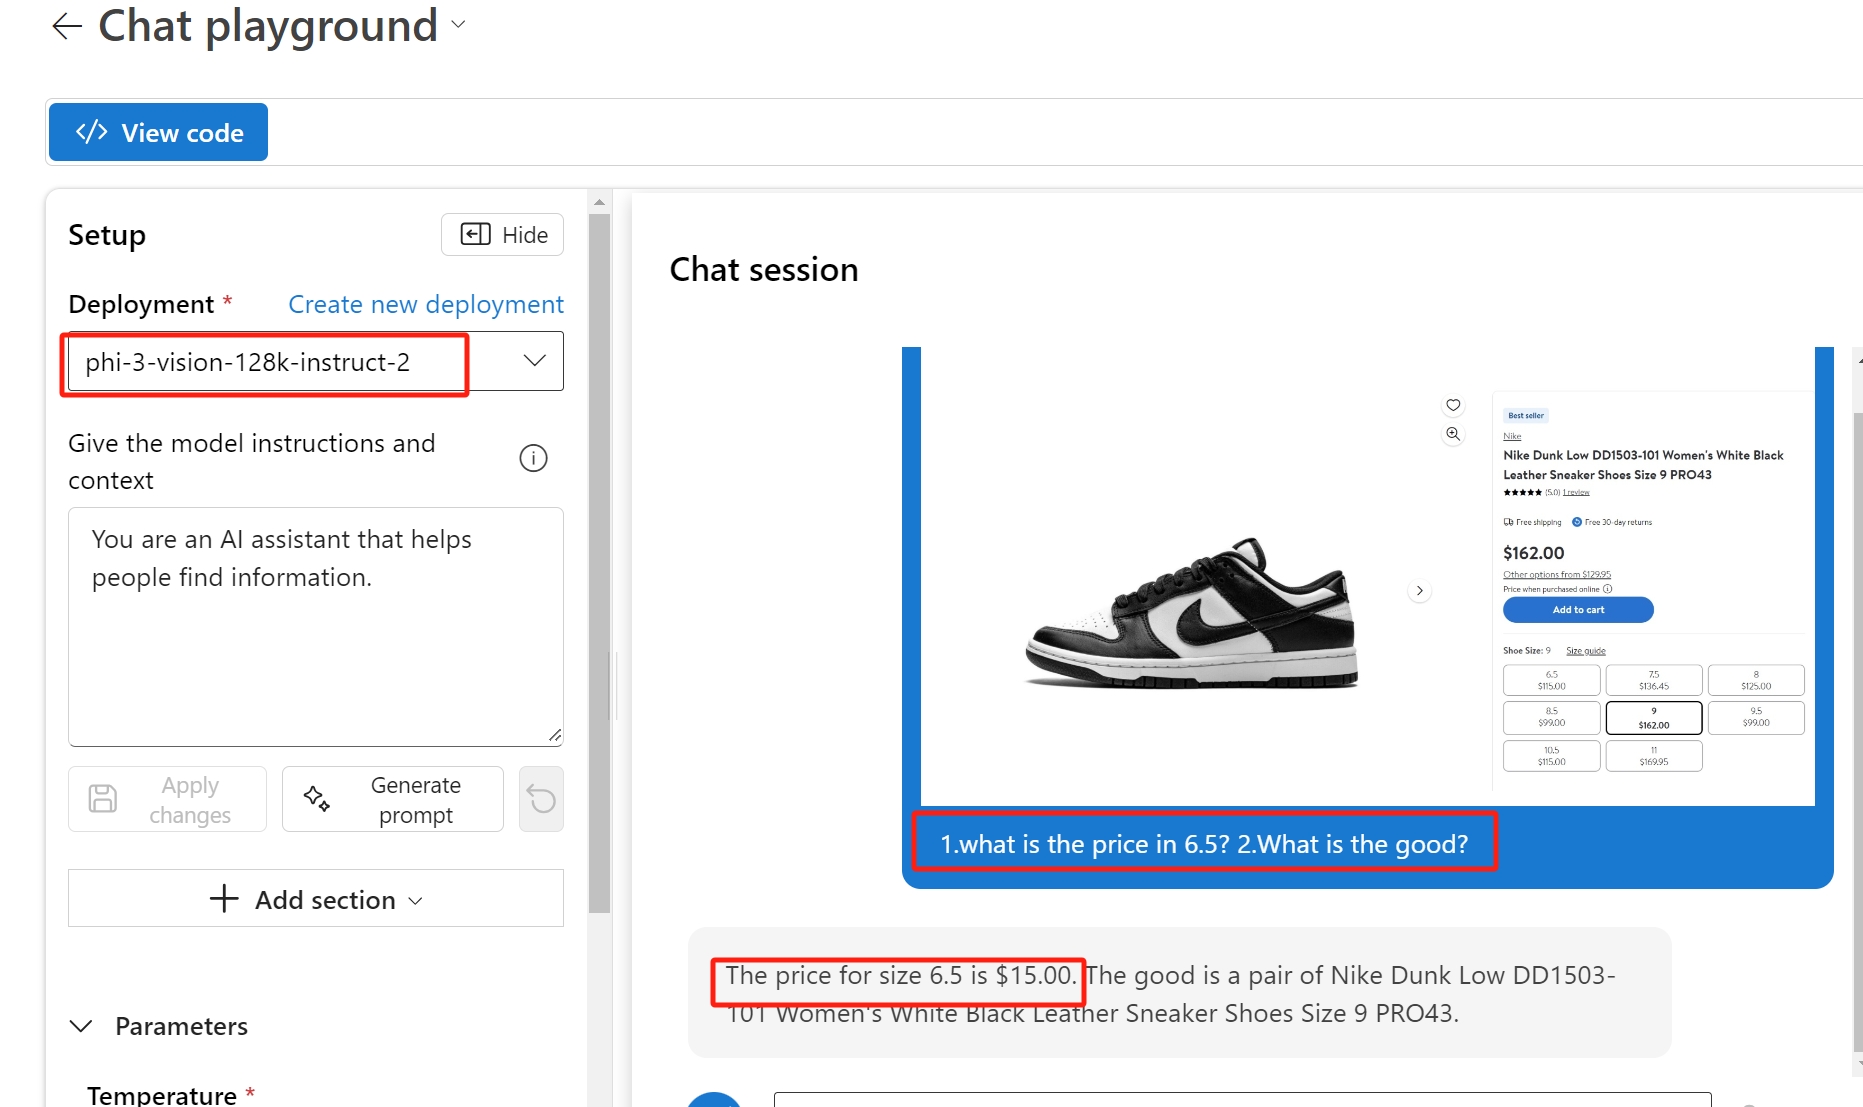 Chat playground
View code
Setup
Hide
Deployment *
Create new deployment
phi-3-vision-128k-instruct-2
Give the model instructions and
context
You are an AI assistant that helps
people find information.
Apply
changes
Generate
prompt
Add section
Parameters
Temperature *
Chat session
Best seller
Nike
Nike Dunk Low DD1503-101 Women's White Black
Leather Sneaker Shoes Size 9 PRO43
(5.0) 1 review
Free shipping
Free 30-day returns
$162.00
Other options from $129.95
Price when purchased online
Add to cart
Shoe Size: 9
Size guide
6.5
$115.00
7.5
$136.45
8
$125.00
8.5
$99.00
9
$162.00
9.5
$99.00
10.5
$115.00
11
$169.95
1.what is the price in 6.5? 2.What is the good?
The price for size 6.5 is $15.00. The good is a pair of Nike Dunk Low DD1503-
101 Women's White Black Leather Sneaker Shoes Size 9 PRO43.